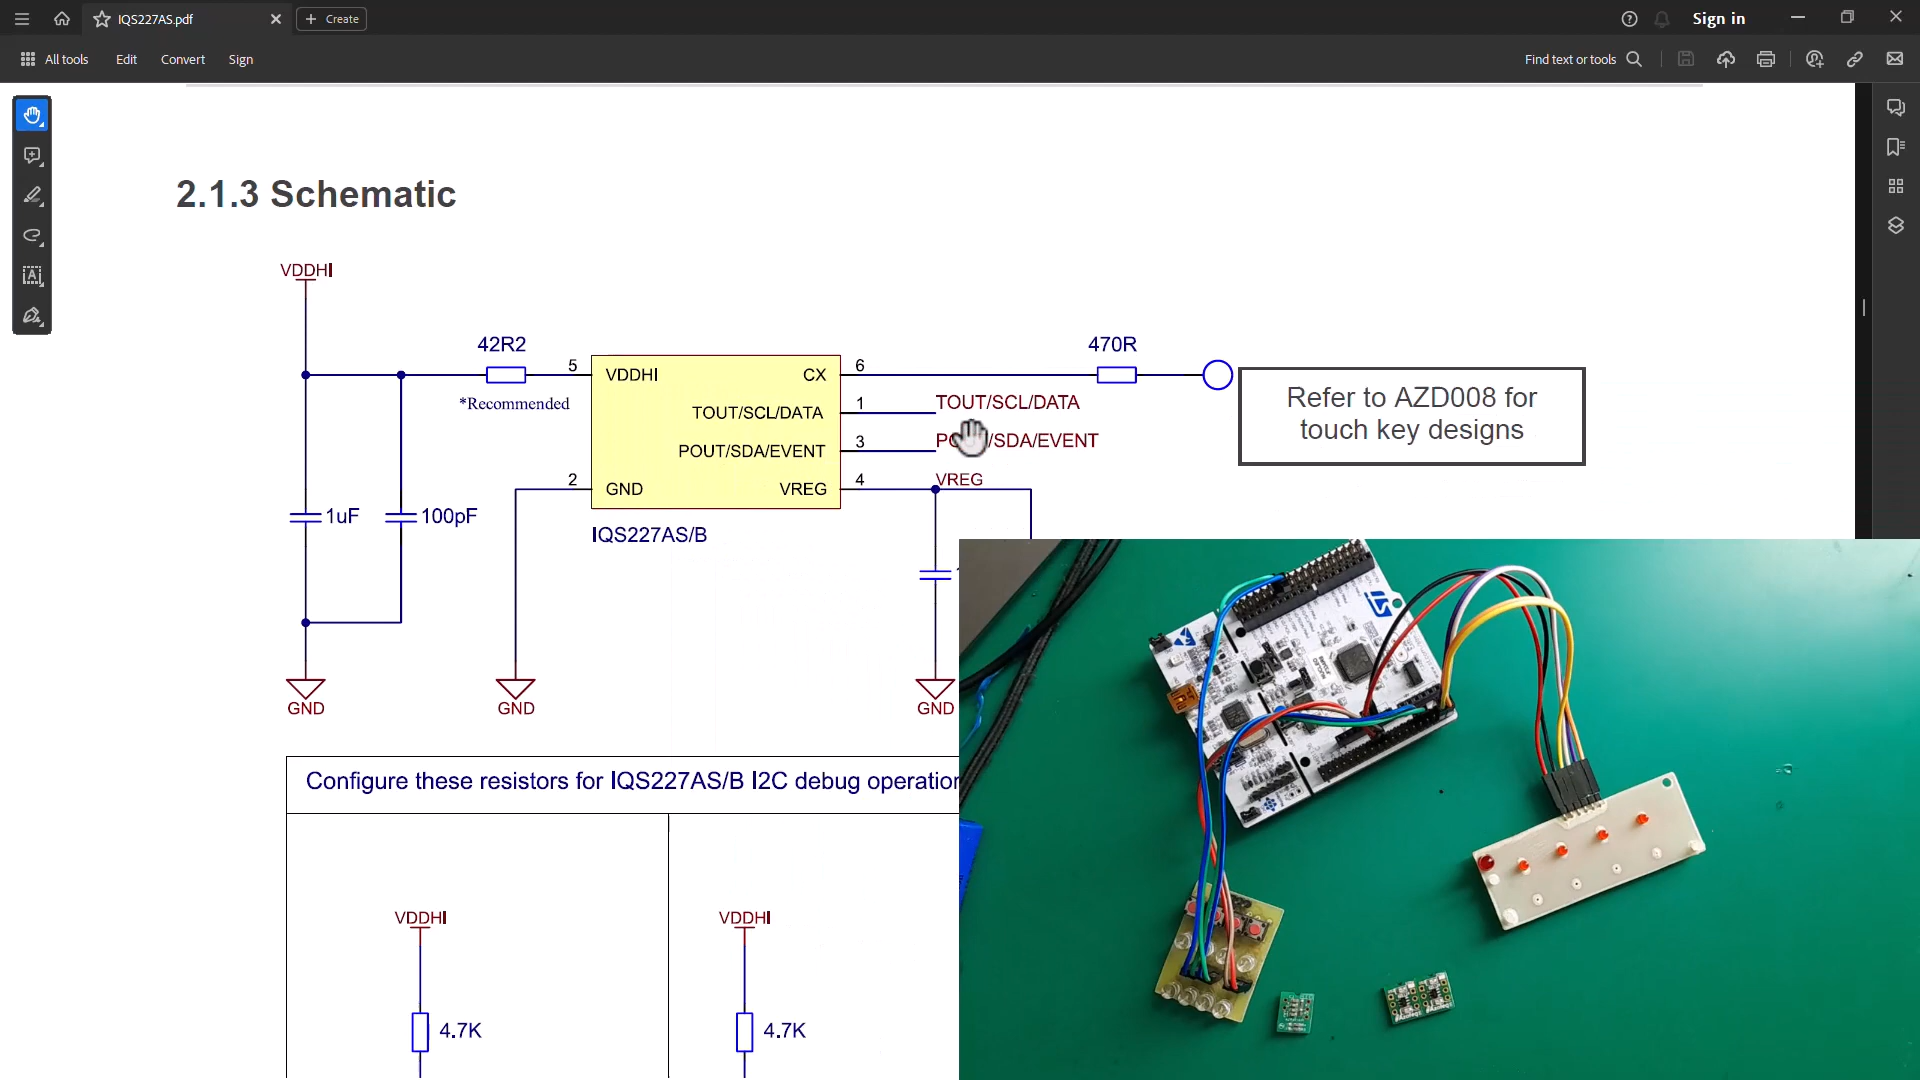 IQS227AS.pdf
Create
Sign in
All tools
Edit
Convert
Sign
Find text or tools
2.1.3 Schematic
VDDHI
42R2
*Recommended
5
VDDHI
CX
6
470R
TOUT/SCL/DATA
1
TOUT/SCL/DATA
POUT/SDA/EVENT
3
/SDA/EVENT
2
GND
VREG
4
VREG
IQS227AS/B
Refer to AZD008 for
touch key designs
1uF
100pF
GND
GND
GND
Configure these resistors for IQS227AS/B I2C debug operation
VDDHI
VDDHI
4.7K
4.7K